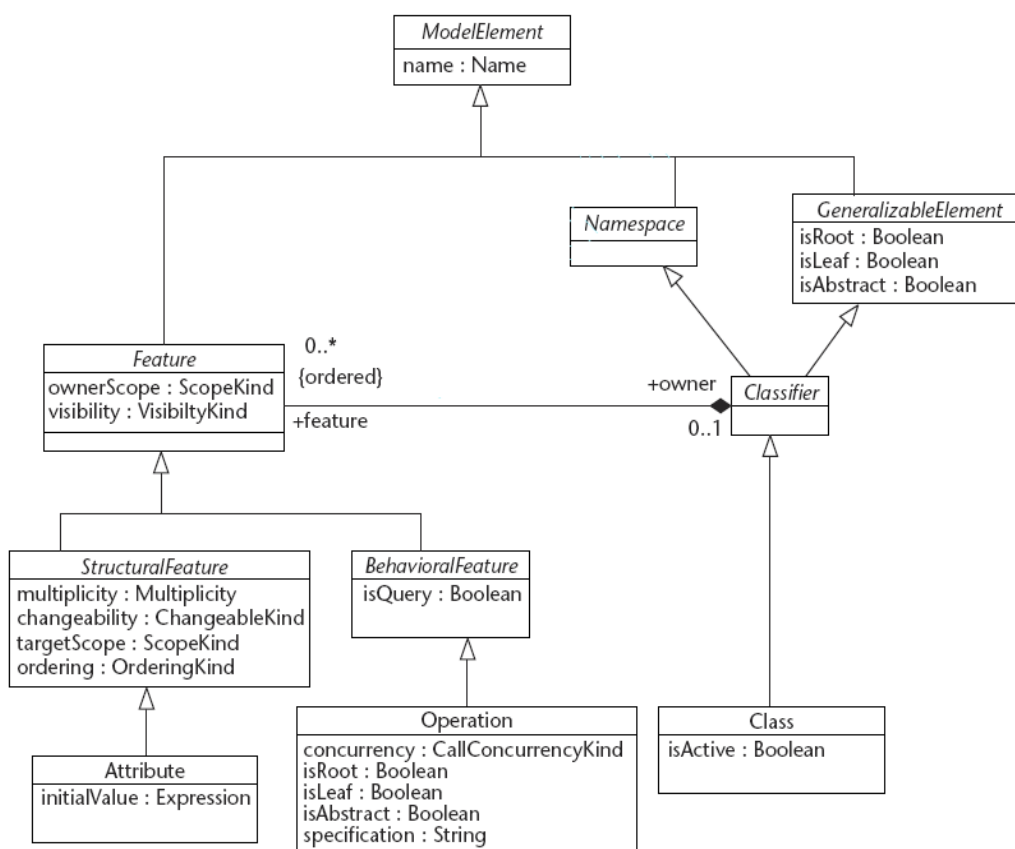 ModelElement
name : Name
Namespace
GeneralizableElement
isRoot : Boolean
isLeaf : Boolean
isAbstract : Boolean
Feature
ownerScope : ScopeKind
visibility : VisibiltyKind
0..*
{ordered}
+feature
+owner
0..1
Classifier
StructuralFeature
multiplicity : Multiplicity
changeability : ChangeableKind
targetScope : ScopeKind
ordering : OrderingKind
BehavioralFeature
isQuery : Boolean
Attribute
initialValue : Expression
Operation
concurrency : CallConcurrencyKind
isRoot : Boolean
isLeaf : Boolean
isAbstract : Boolean
specification : String
Class
isActive : Boolean